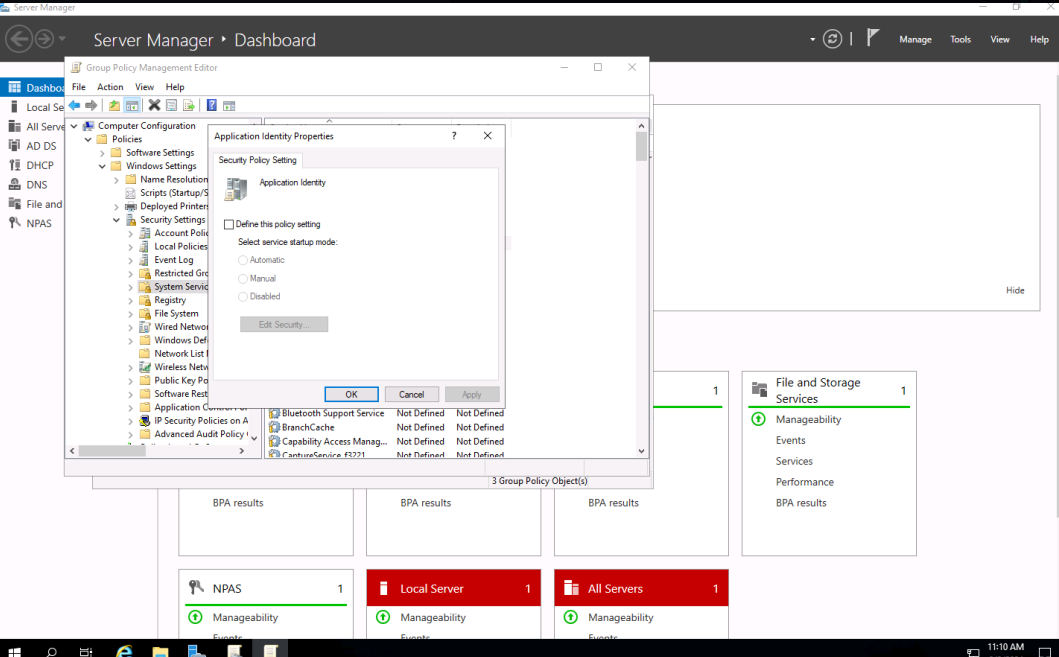 Server Manager
Server Manager • Dashboard
Manage Tools View Help
Group Policy Management Editor
File Action View Help
Dashboa
Local Se
All Serve
AD DS
DHCP
DNS
File and
NPAS
Computer Configuration
Policies
Software Settings
Windows Settings
Name Resolution
Scripts (Startup/S
Deployed Printers
Security Settings
Account Polic
Local Policies
Event Log
Restricted Gro
System Servic
Registry
File System
Wired Networ
Windows Def
Network List
Wireless Netw
Public Key Po
Software Rest
Application Control Pol
IP Security Policies on A
Advanced Audit Policy
Application Identity Properties
Security Policy Setting
Application Identity
Define this policy setting
Select service startup mode:
Automatic
Manual
Disabled
Edit Security...
OK Cancel Apply
Bluetooth Support Service Not Defined Not Defined
BranchCache Not Defined Not Defined
Capability Access Manag... Not Defined Not Defined
CaptureService_f3221 Not Defined Not Defined
3 Group Policy Object(s)
Hide
1
File and Storage
Services 1
Manageability
Events
Services
Performance
BPA results
BPA results
BPA results
BPA results
NPAS 1
Manageability
Events
Local Server 1
Manageability
Events
All Servers 1
Manageability
Events
11:10 AM